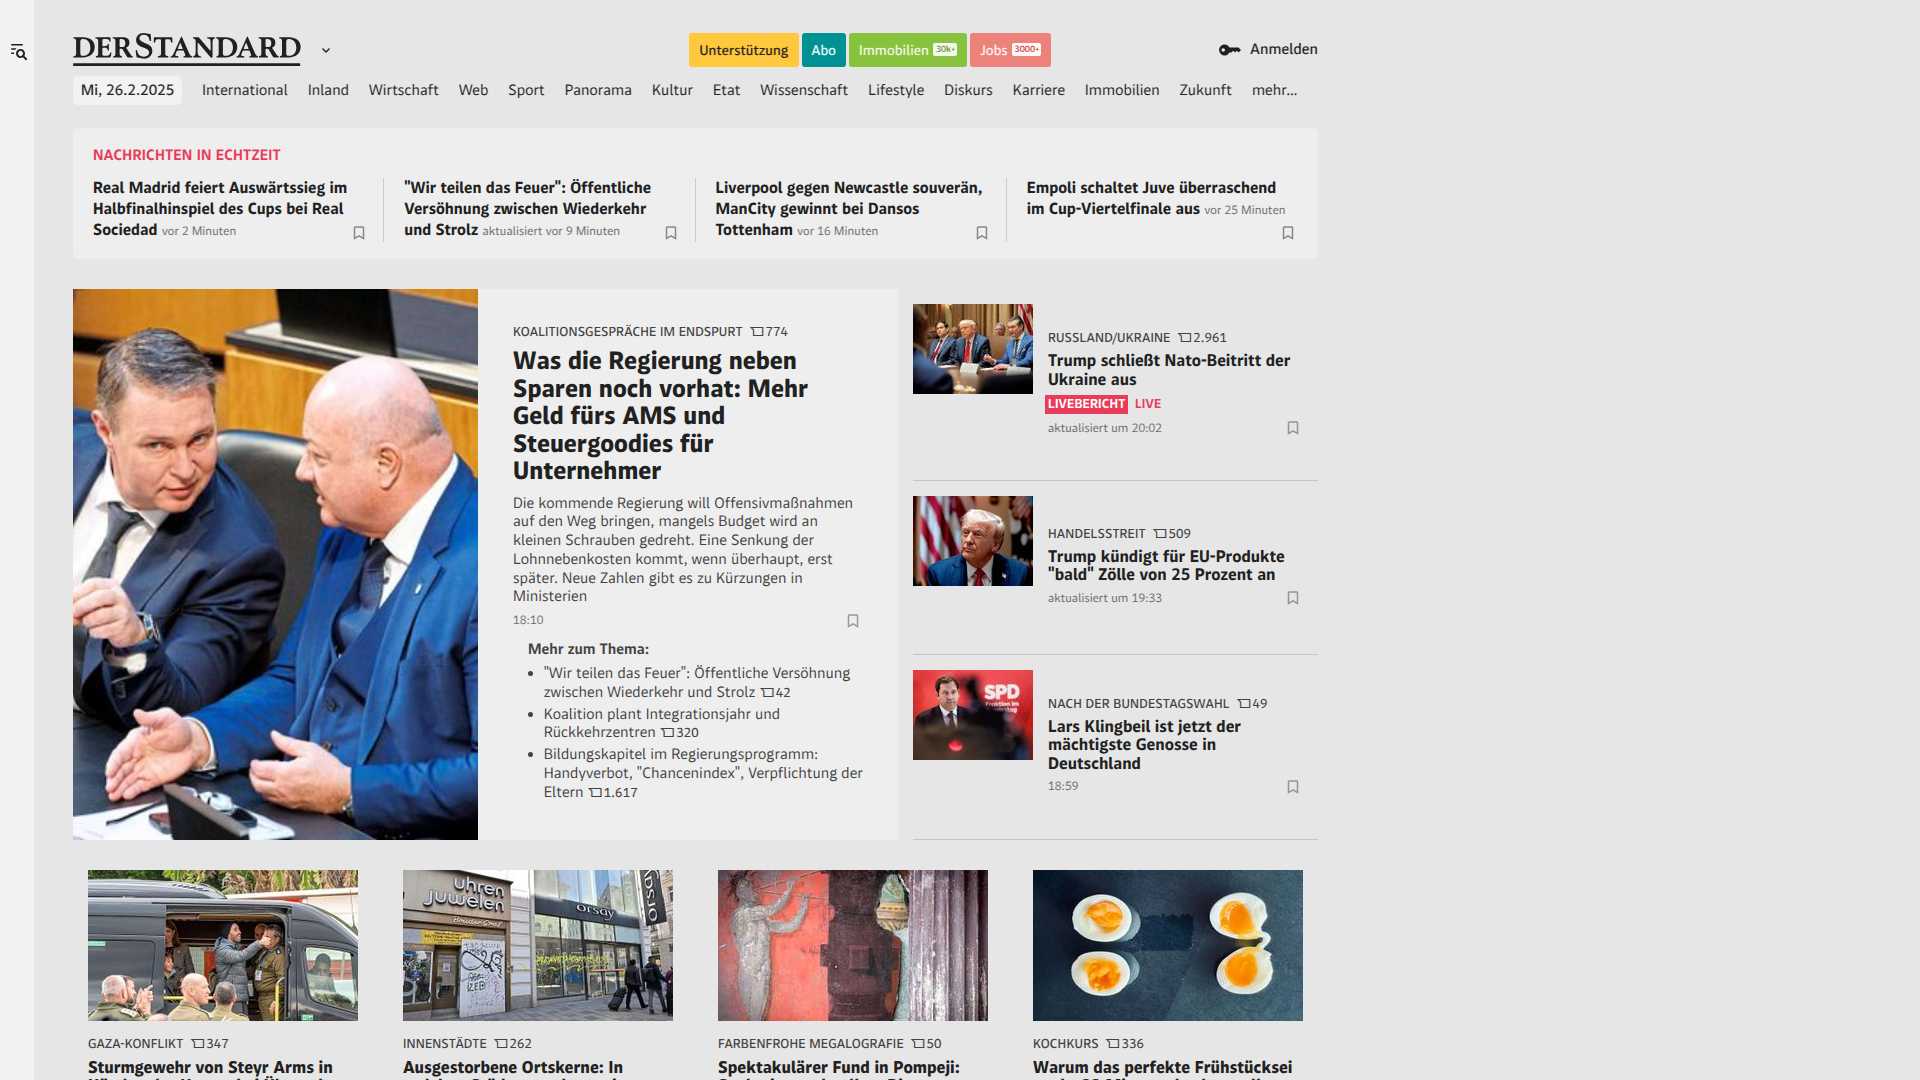 DERSTANDARD
Unterstützung
Abo
Immobilien 30k+
Jobs 3000+
Anmelden
Mi, 26.2.2025
International
Inland
Wirtschaft
Web
Sport
Panorama
Kultur
Etat
Wissenschaft
Lifestyle
Diskurs
Karriere
Immobilien
Zukunft
mehr...
NACHRICHTEN IN ECHTZEIT
Real Madrid feiert Auswärtssieg im
Halbfinalhinspiel des Cups bei Real
Sociedad vor 2 Minuten
"Wir teilen das Feuer": Öffentliche
Versöhnung zwischen Wiederkehr
und Strolz aktualisiert vor 9 Minuten
Liverpool gegen Newcastle souverän,
ManCity gewinnt bei Dansos
Tottenham vor 16 Minuten
Empoli schaltet Juve überraschend
im Cup-Viertelfinale aus vor 25 Minuten
KOALITIONSGESPRÄCHE IM ENDSPURT 774
Was die Regierung neben
Sparen noch vorhat: Mehr
Geld fürs AMS und
Steuergoodies für
Unternehmer
Die kommende Regierung will Offensivmaßnahmen
auf den Weg bringen, mangels Budget wird an
kleinen Schrauben gedreht. Eine Senkung der
Lohnnebenkosten kommt, wenn überhaupt, erst
später. Neue Zahlen gibt es zu Kürzungen in
Ministerien
18:10
Mehr zum Thema:
• "Wir teilen das Feuer": Öffentliche Versöhnung
zwischen Wiederkehr und Strolz 42
• Koalition plant Integrationsjahr und
Rückkehrzentren 320
• Bildungskapitel im Regierungsprogramm:
Handyverbot, "Chancenindex", Verpflichtung der
Eltern 1.617
RUSSLAND/UKRAINE 2.961
Trump schließt Nato-Beitritt der
Ukraine aus
LIVEBERICHT LIVE
aktualisiert um 20:02
HANDELSSTREIT 509
Trump kündigt für EU-Produkte
"bald" Zölle von 25 Prozent an
aktualisiert um 19:33
SPD
Fraktion im
NACH DER BUNDESTAGSWAHL 49
Lars Klingbeil ist jetzt der
mächtigste Genosse in
Deutschland
18:59
uhren
juwelen
orsay
orsay
GAZA-KONFLIKT 347
Sturmgewehr von Steyr Arms in
INNENSTÄDTE 262
Ausgestorbene Ortskerne: In
FARBENFROHE MEGALOGRAFIE 50
Spektakulärer Fund in Pompeji:
KOCHKURS 336
Warum das perfekte Frühstücksei